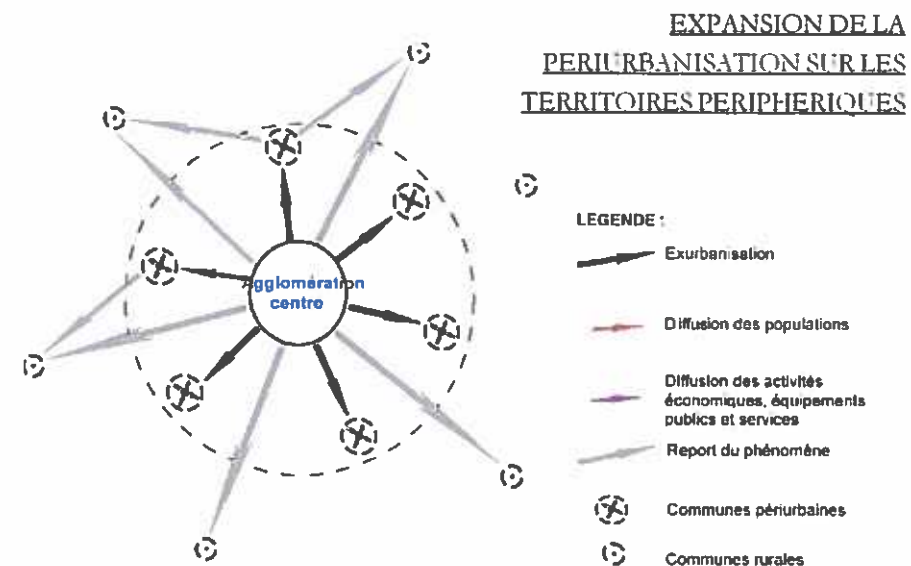 EXPANSION DE LA
PERIURBANISATION SUR LES
TERRITOIRES PERIPHERIQUES
Agglomération
centre
LEGENDE :
Exurbanisation
Diffusion des populations
Diffusion des activités
économiques, équipements
publics et services
Report du phénomène
Communes périurbaines
Communes rurales